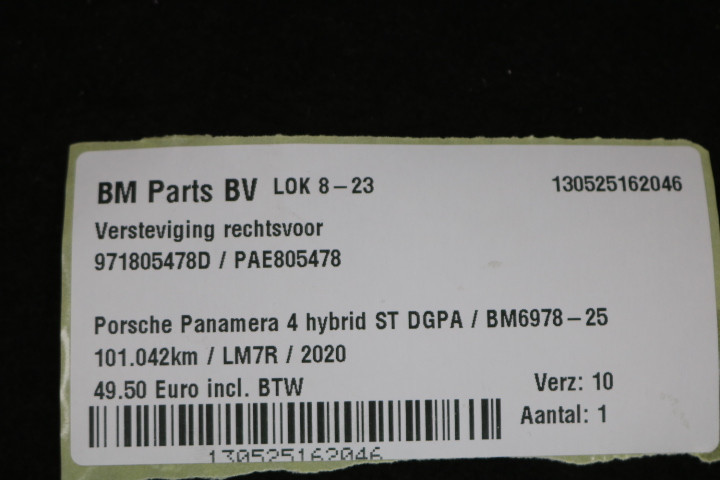 BM Parts BV LOK 8-23 130525162046
Versteviging rechtsvoor
971805478D / PAE805478
Porsche Panamera 4 hybrid ST DGPA / BM6978-25
101.042km / LM7R / 2020
49.50 Euro incl. BTW Verz: 10
Aantal: 1
130525162046